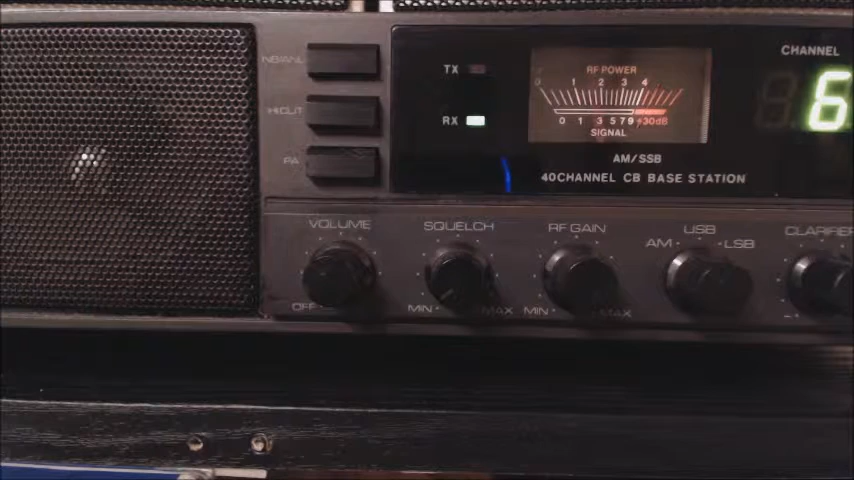 NB/ANL
HI CUT
PA
TX
RX
RF POWER
0 1 2 3 4
0 1 3 5 7 9 +30dB
SIGNAL
AM/SSB
40 CHANNEL CB BASE STATION
CHANNEL
6
VOLUME
OFF
SQUELCH
MIN MAX
RF GAIN
MIN MAX
USB
AM LSB
CLARIFIER